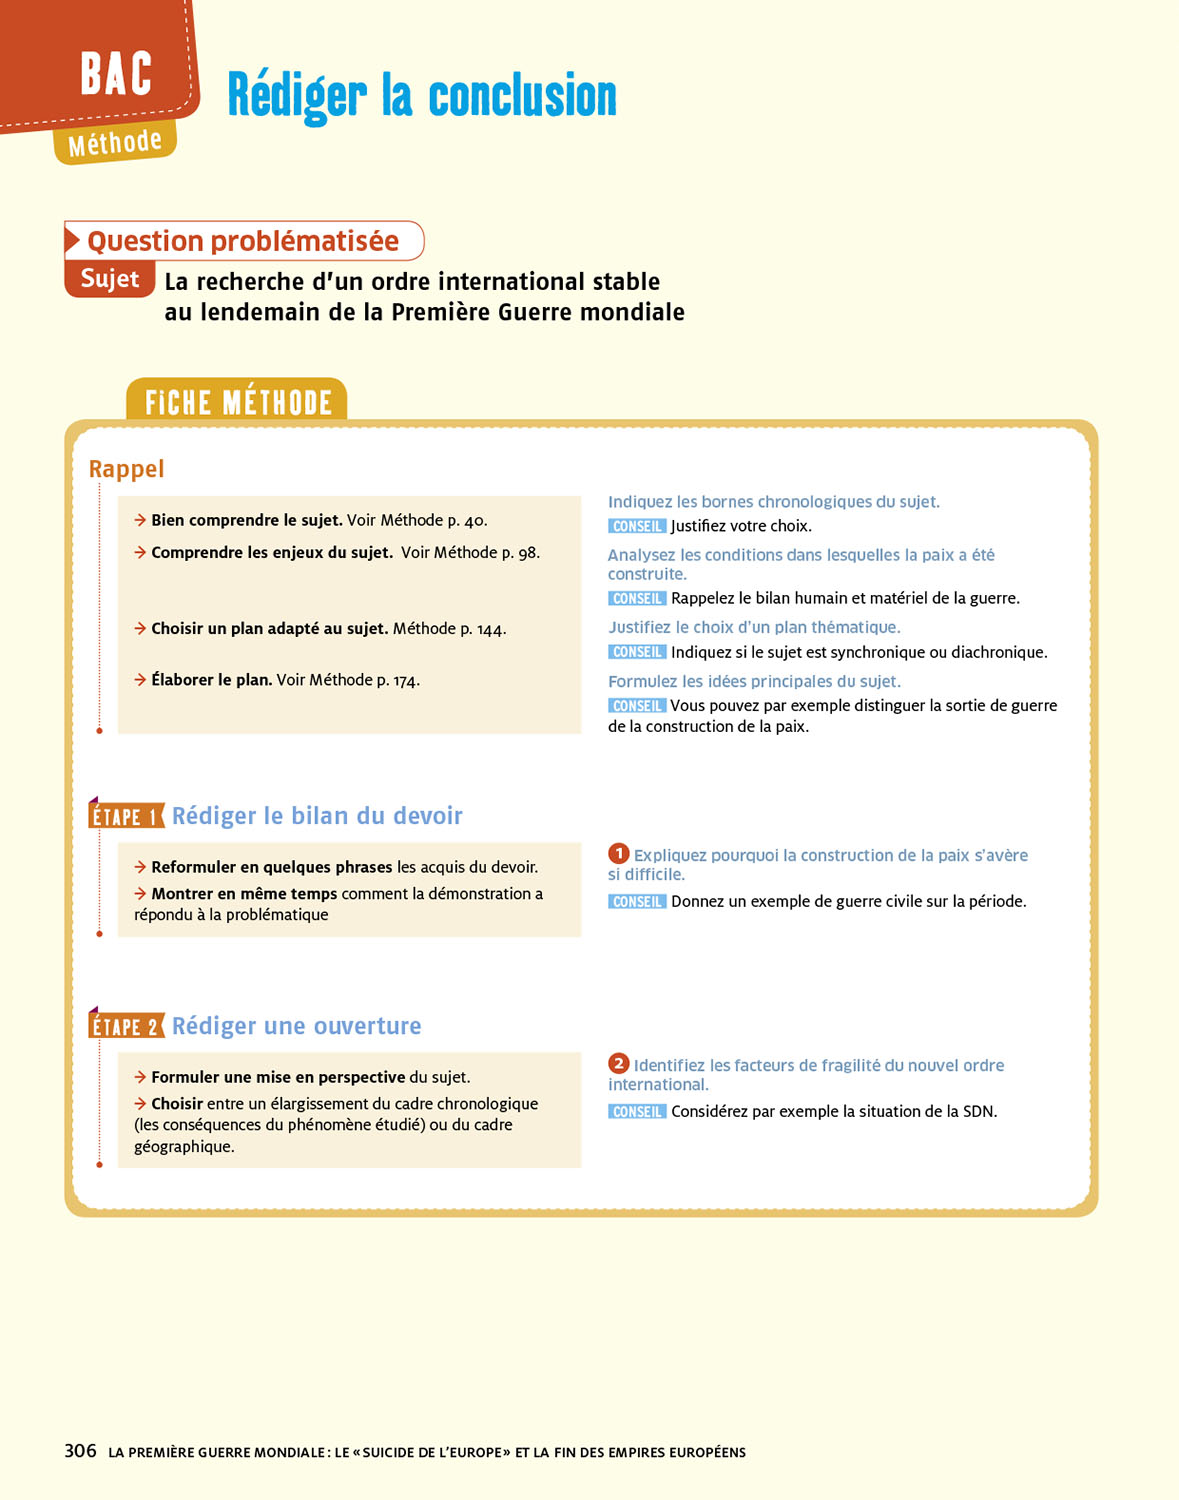 BAC
Méthode
Rédiger la conclusion
Question problématisée
Sujet La recherche d'un ordre international stable
au lendemain de la Première Guerre mondiale
FiCHE MÉTHODE
Rappel
→ Bien comprendre le sujet. Voir Méthode p. 40.
→ Comprendre les enjeux du sujet. Voir Méthode p. 98.
→ Choisir un plan adapté au sujet. Méthode p. 144.
→ Élaborer le plan. Voir Méthode p. 174.
Indiquez les bornes chronologiques du sujet.
CONSEIL Justifiez votre choix.
Analysez les conditions dans lesquelles la paix a été
construite.
CONSEIL Rappelez le bilan humain et matériel de la guerre.
Justifiez le choix d'un plan thématique.
CONSEIL Indiquez si le sujet est synchronique ou diachronique.
Formulez les idées principales du sujet.
CONSEIL Vous pouvez par exemple distinguer la sortie de guerre
de la construction de la paix.
ÉTAPE 1 Rédiger le bilan du devoir
→ Reformuler en quelques phrases les acquis du devoir.
→ Montrer en même temps comment la démonstration a
répondu à la problématique
1 Expliquez pourquoi la construction de la paix s'avère
si difficile.
CONSEIL Donnez un exemple de guerre civile sur la période.
ÉTAPE 2 Rédiger une ouverture
→ Formuler une mise en perspective du sujet.
→ Choisir entre un élargissement du cadre chronologique
(les conséquences du phénomène étudié) ou du cadre
géographique.
2 Identifiez les facteurs de fragilité du nouvel ordre
international.
CONSEIL Considérez par exemple la situation de la SDN.
306 LA PREMIÈRE GUERRE MONDIALE : LE « SUICIDE DE L'EUROPE » ET LA FIN DES EMPIRES EUROPÉENS